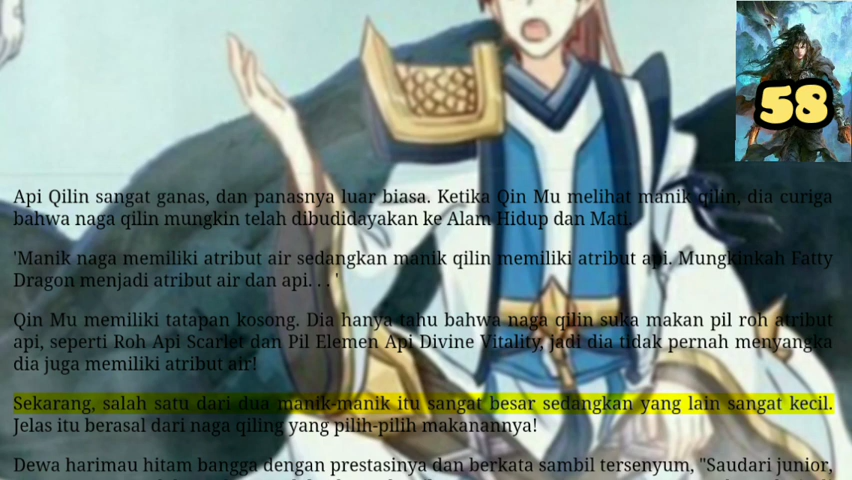 58
Api Qilin sangat ganas, dan panasnya luar biasa. Ketika Qin Mu melihat manik qilin, dia curiga
bahwa naga qilin mungkin telah dibudidayakan ke Alam Hidup dan Mati.
'Manik naga memiliki atribut air sedangkan manik qilin memiliki atribut api. Mungkinkah Fatty
Dragon menjadi atribut air dan api. . . '
Qin Mu memiliki tatapan kosong. Dia hanya tahu bahwa naga qilin suka makan pil roh atribut
api, seperti Roh Api Scarlet dan Pil Elemen Api Divine Vitality, jadi dia tidak pernah menyangka
dia juga memiliki atribut air!
Sekarang, salah satu dari dua manik-manik itu sangat besar sedangkan yang lain sangat kecil.
Jelas itu berasal dari naga qiling yang pilih-pilih makanannya!
Dewa harimau hitam bangga dengan prestasinya dan berkata sambil tersenyum, "Saudari junior,